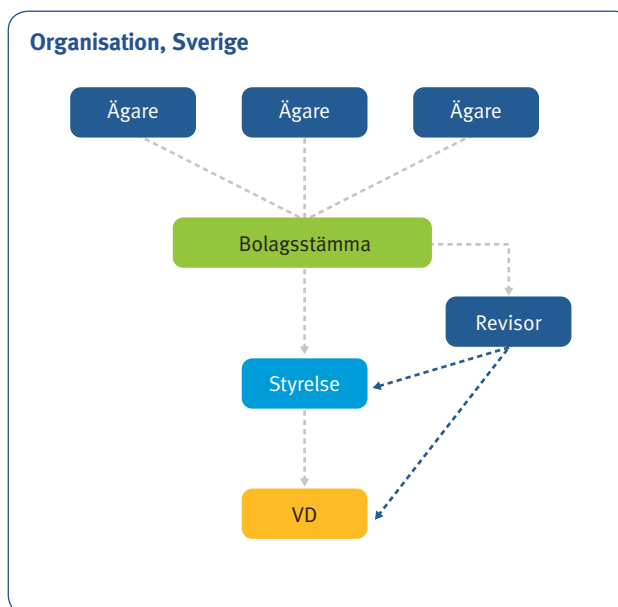 Organisation, Sverige
Ägare
Ägare
Ägare
Bolagsstämma
Revisor
Styrelse
VD